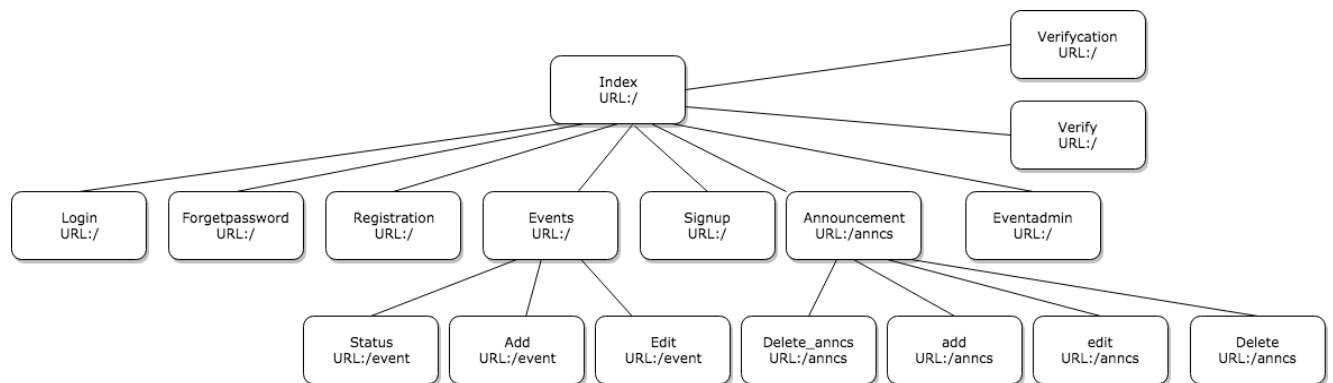 Verifycation
URL:/
Index
URL:/
Verify
URL:/
Login
URL:/
Forgetpassword
URL:/
Registration
URL:/
Events
URL:/
Signup
URL:/
Announcement
URL:/anncs
Eventadmin
URL:/
Status
URL:/event
Add
URL:/event
Edit
URL:/event
Delete_anncs
URL:/anncs
add
URL:/anncs
edit
URL:/anncs
Delete
URL:/anncs